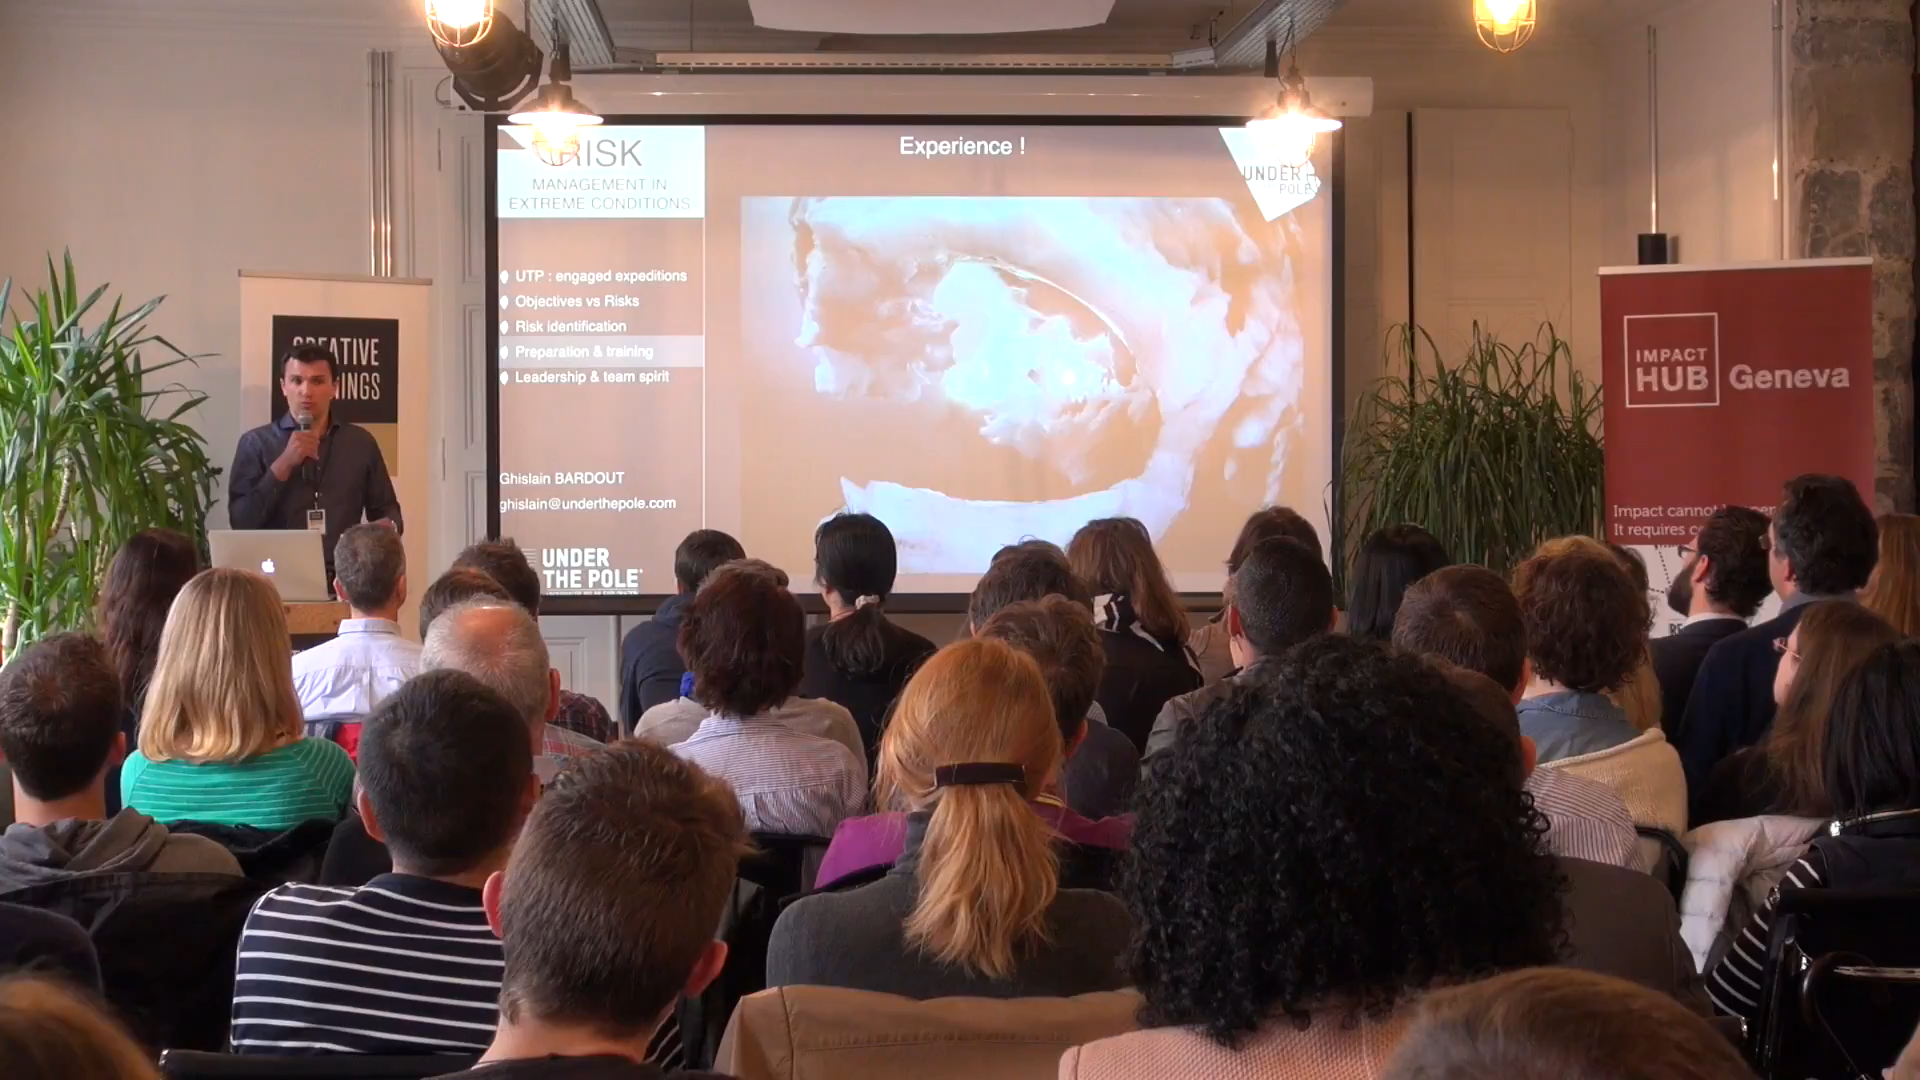 RISK
MANAGEMENT IN
EXTREME CONDITIONS
Experience !
UNDER
POLE
UTP : engaged expeditions
Objectives vs Risks
Risk identification
Preparation & training
Leadership & team spirit
Ghislain BARDOUT
ghislain@underthepole.com
UNDER
THE POLE
IMPACT
HUB Geneva
Impact cannot
It requires